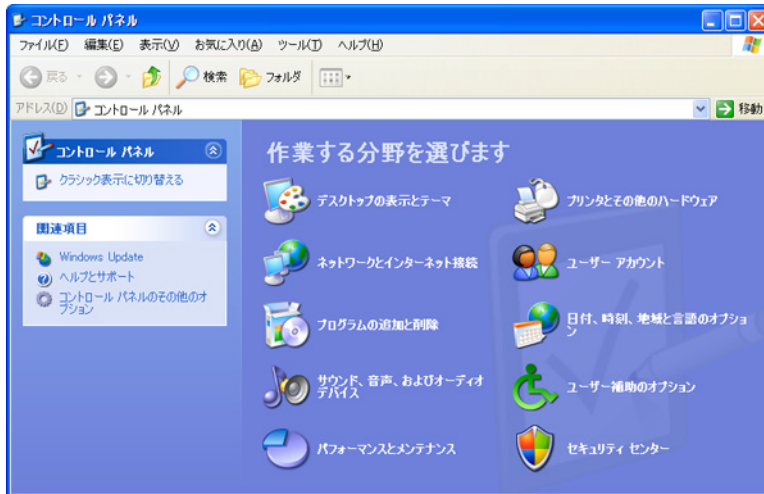 コントロール パネル
ファイル(F) 編集(E) 表示(V) お気に入り(A) ツール(T) ヘルプ(H)
戻る 検索 フォルダ
アドレス(D) コントロール パネル 移動
コントロール パネル
クラシック表示に切り替える
関連項目
Windows Update
ヘルプとサポート
コントロール パネルのその他のオ
プション
作業する分野を選びます
デスクトップの表示とテーマ
プリンタとその他のハードウェア
ネットワークとインターネット接続
ユーザー アカウント
プログラムの追加と削除
日付、時刻、地域と言語のオプショ
ン
サウンド、音声、およびオーディオ
デバイス
ユーザー補助のオプション
パフォーマンスとメンテナンス
セキュリティ センター